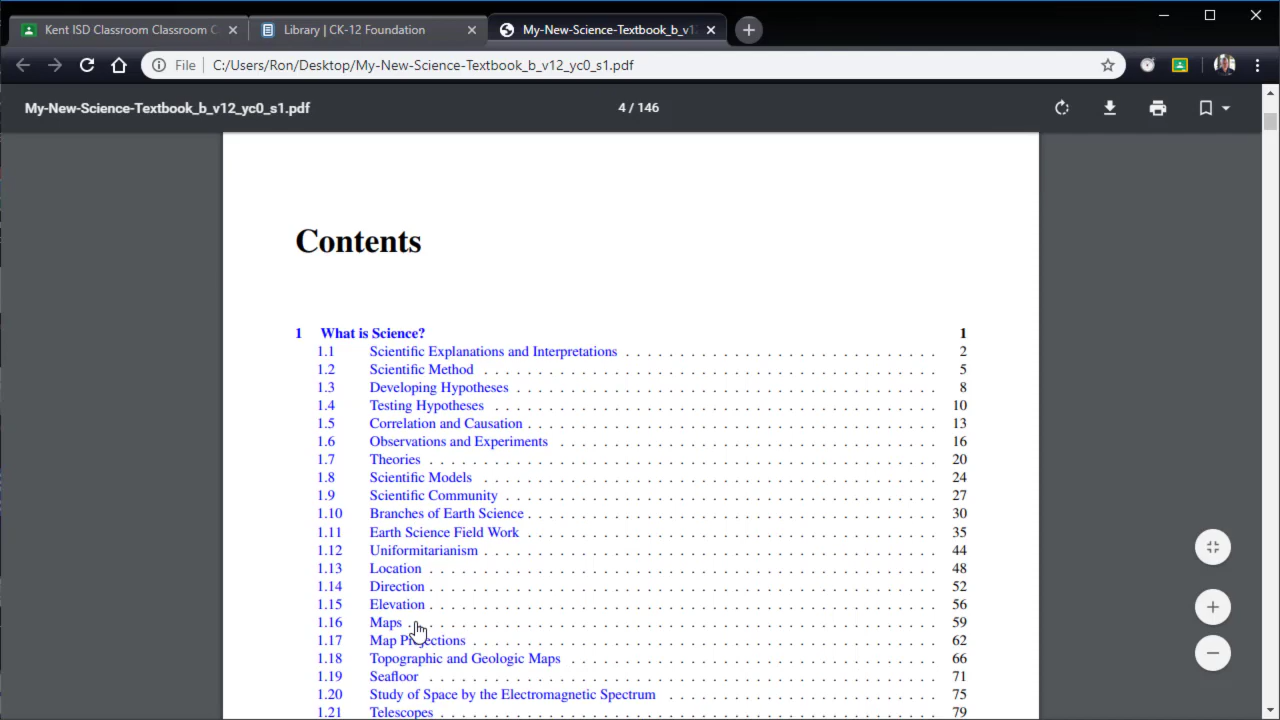 Kent ISD Classroom Classroom C
Library | CK-12 Foundation
My-New-Science-Textbook_b_v12
File
C:/Users/Ron/Desktop/My-New-Science-Textbook_b_v12_yc0_s1.pdf
My-New-Science-Textbook_b_v12_yc0_s1.pdf
4 / 146
Contents
1 What is Science? 1
1.1 Scientific Explanations and Interpretations . . . . . . . . . . . . . . . . . . . . . . . . . . . 2
1.2 Scientific Method . . . . . . . . . . . . . . . . . . . . . . . . . . . . . . . . . . . . . . . 5
1.3 Developing Hypotheses . . . . . . . . . . . . . . . . . . . . . . . . . . . . . . . . . . . . 8
1.4 Testing Hypotheses . . . . . . . . . . . . . . . . . . . . . . . . . . . . . . . . . . . . . . 10
1.5 Correlation and Causation . . . . . . . . . . . . . . . . . . . . . . . . . . . . . . . . . . . 13
1.6 Observations and Experiments . . . . . . . . . . . . . . . . . . . . . . . . . . . . . . . . 16
1.7 Theories . . . . . . . . . . . . . . . . . . . . . . . . . . . . . . . . . . . . . . . . . . . . 20
1.8 Scientific Models . . . . . . . . . . . . . . . . . . . . . . . . . . . . . . . . . . . . . . . 24
1.9 Scientific Community . . . . . . . . . . . . . . . . . . . . . . . . . . . . . . . . . . . . . 27
1.10 Branches of Earth Science . . . . . . . . . . . . . . . . . . . . . . . . . . . . . . . . . . . 30
1.11 Earth Science Field Work . . . . . . . . . . . . . . . . . . . . . . . . . . . . . . . . . . . 35
1.12 Uniformitarianism . . . . . . . . . . . . . . . . . . . . . . . . . . . . . . . . . . . . . . . 44
1.13 Location . . . . . . . . . . . . . . . . . . . . . . . . . . . . . . . . . . . . . . . . . . . . 48
1.14 Direction . . . . . . . . . . . . . . . . . . . . . . . . . . . . . . . . . . . . . . . . . . . . 52
1.15 Elevation . . . . . . . . . . . . . . . . . . . . . . . . . . . . . . . . . . . . . . . . . . . . 56
1.16 Maps . . . . . . . . . . . . . . . . . . . . . . . . . . . . . . . . . . . . . . . . . . . . . . 59
1.17 Map Projections . . . . . . . . . . . . . . . . . . . . . . . . . . . . . . . . . . . . . . . . 62
1.18 Topographic and Geologic Maps . . . . . . . . . . . . . . . . . . . . . . . . . . . . . . . 66
1.19 Seafloor . . . . . . . . . . . . . . . . . . . . . . . . . . . . . . . . . . . . . . . . . . . . 71
1.20 Study of Space by the Electromagnetic Spectrum . . . . . . . . . . . . . . . . . . . . . . . 75
1.21 Telescopes . . . . . . . . . . . . . . . . . . . . . . . . . . . . . . . . . . . . . . . . . . . 79